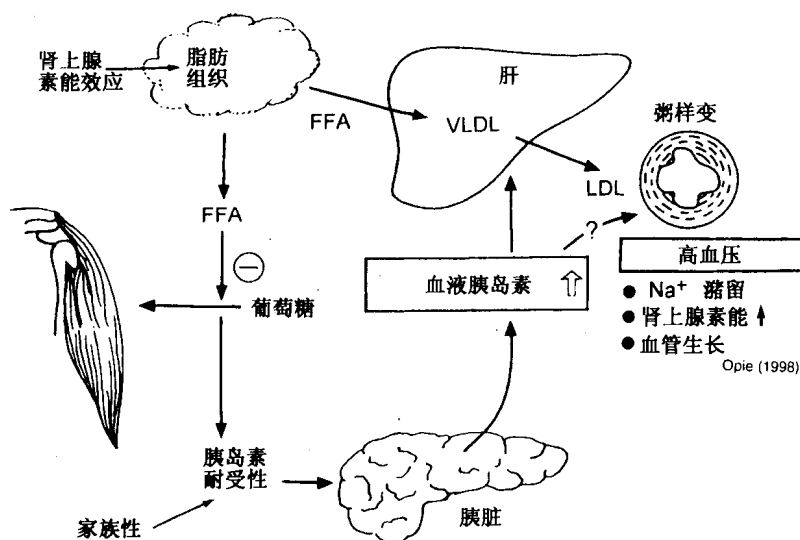 肾上腺
素能效应
脂肪
组织
肝
FFA
VLDL
粥样变
LDL
FFA
?
高血压
血液胰岛素
葡萄糖
● Na⁺ 潴留
● 肾上腺素能
● 血管生长
Opie (1998)
胰岛素
耐受性
家族性
胰脏